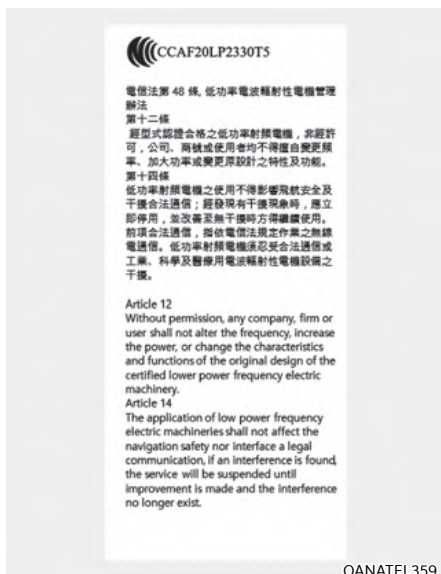 CCAF20LP2330T5
電信法第 48 條, 低功率電波輻射性電機管理
辦法
第十二條
經型式認證合格之低功率射頻電機，非經許
可，公司、商號或使用者均不得擅自變更頻
率、加大功率或變更原設計之特性及功能。
第十四條
低功率射頻電機之使用不得影響飛航安全及
干擾合法通信；經發現有干擾現象時，應立
即停用，並改善至無干擾時方得繼續使用。
前項合法通信，指依電信法規定作業之無線
電通信。低功率射頻電機須忍受合法通信或
工業、科學及醫療用電波輻射性電機設備之
干擾。
Article 12
Without permission, any company, firm or
user shall not alter the frequency, increase
the power, or change the characteristics
and functions of the original design of the
certified lower power frequency electric
machinery.
Article 14
The application of low power frequency
electric machineries shall not affect the
navigation safety nor interface a legal
communication, if an interference is found,
the service will be suspended until
improvement is made and the interference
no longer exist.
OANATEL359